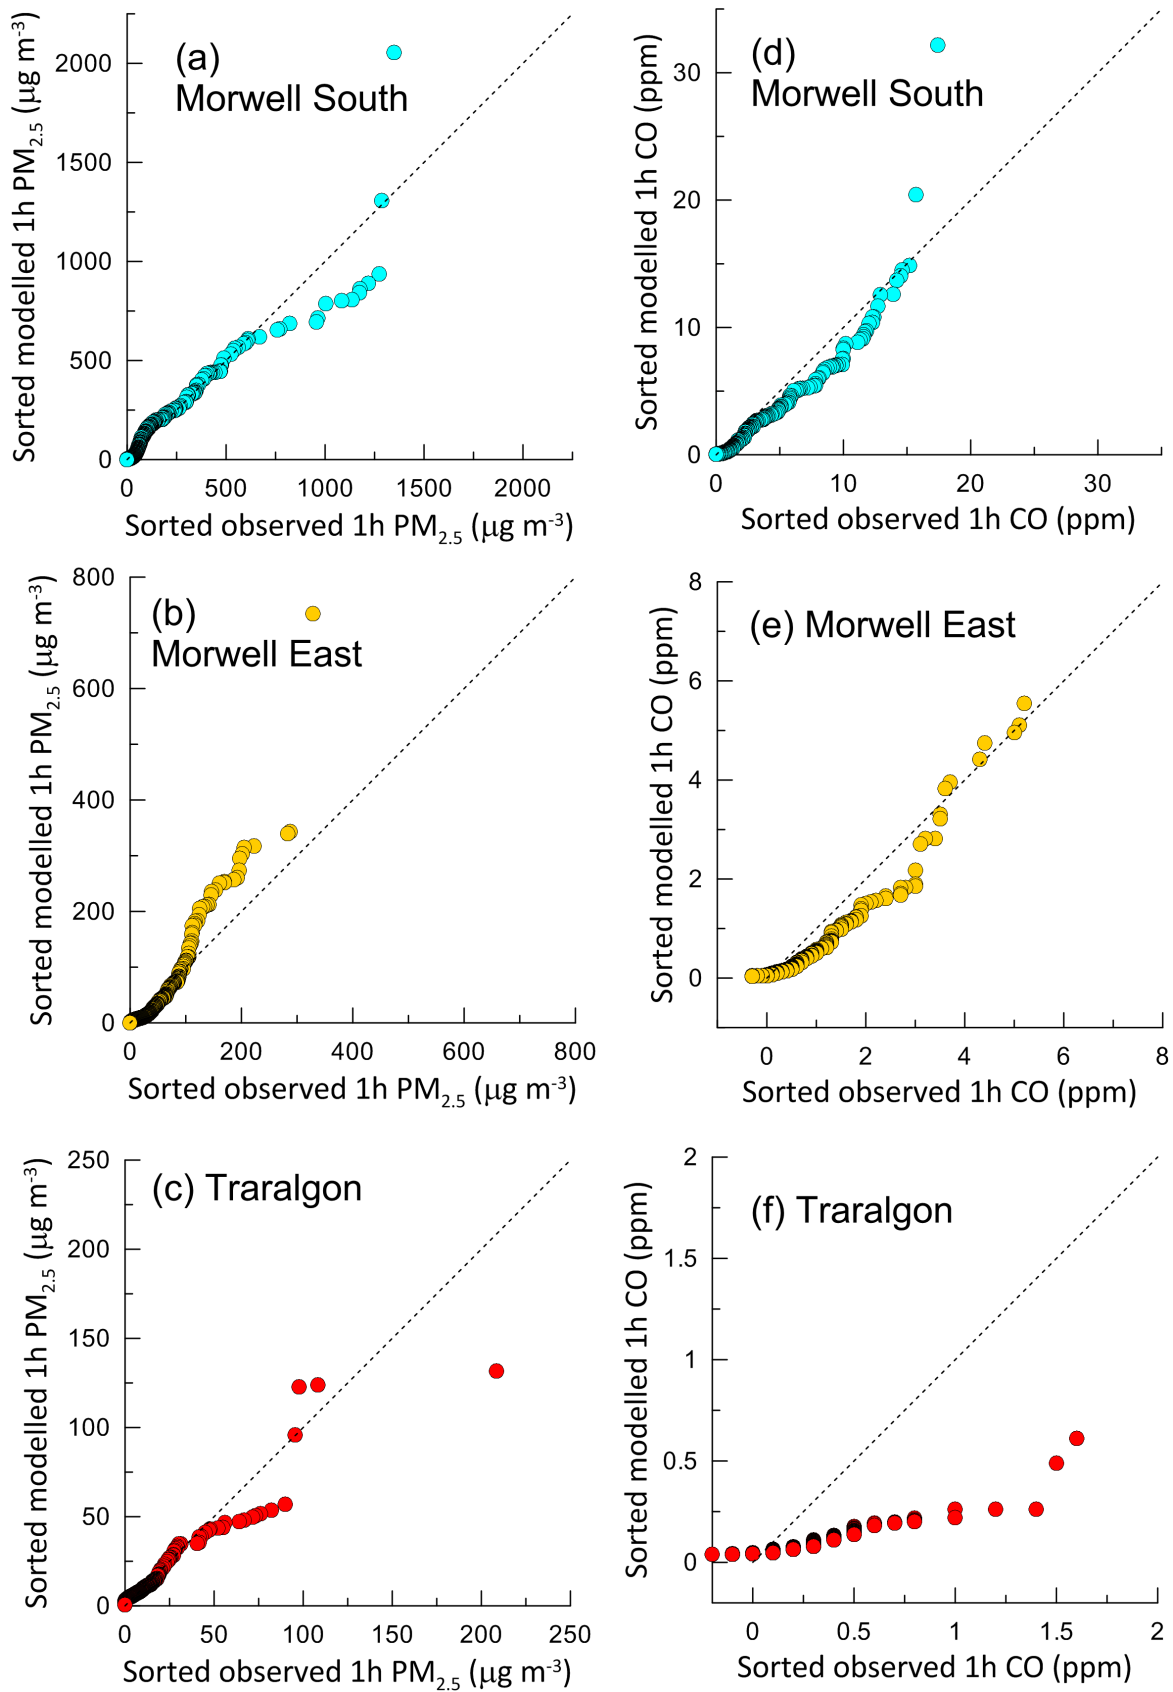 (a)
Morwell South
Sorted modelled 1h PM2.5 (μg m-3)
2000
1500
1000
500
0
0 500 1000 1500 2000
Sorted observed 1h PM2.5 (μg m-3)
(d)
Morwell South
Sorted modelled 1h CO (ppm)
30
20
10
0
0 10 20 30
Sorted observed 1h CO (ppm)
(b)
Morwell East
Sorted modelled 1h PM2.5 (μg m-3)
800
600
400
200
0
0 200 400 600 800
Sorted observed 1h PM2.5 (μg m-3)
(e) Morwell East
Sorted modelled 1h CO (ppm)
8
6
4
2
0
0 2 4 6 8
Sorted observed 1h CO (ppm)
(c) Traralgon
Sorted modelled 1h PM2.5 (μg m-3)
250
200
150
100
50
0
0 50 100 150 200 250
Sorted observed 1h PM2.5 (μg m-3)
(f) Traralgon
Sorted modelled 1h CO (ppm)
2
1.5
1
0.5
0
0 0.5 1 1.5 2
Sorted observed 1h CO (ppm)